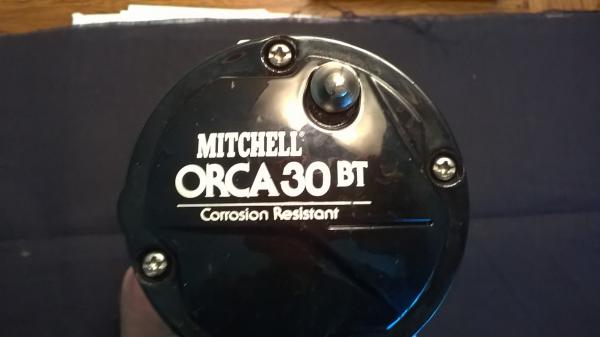 MITCHELL®
ORCA 30 BT
Corrosion Resistant